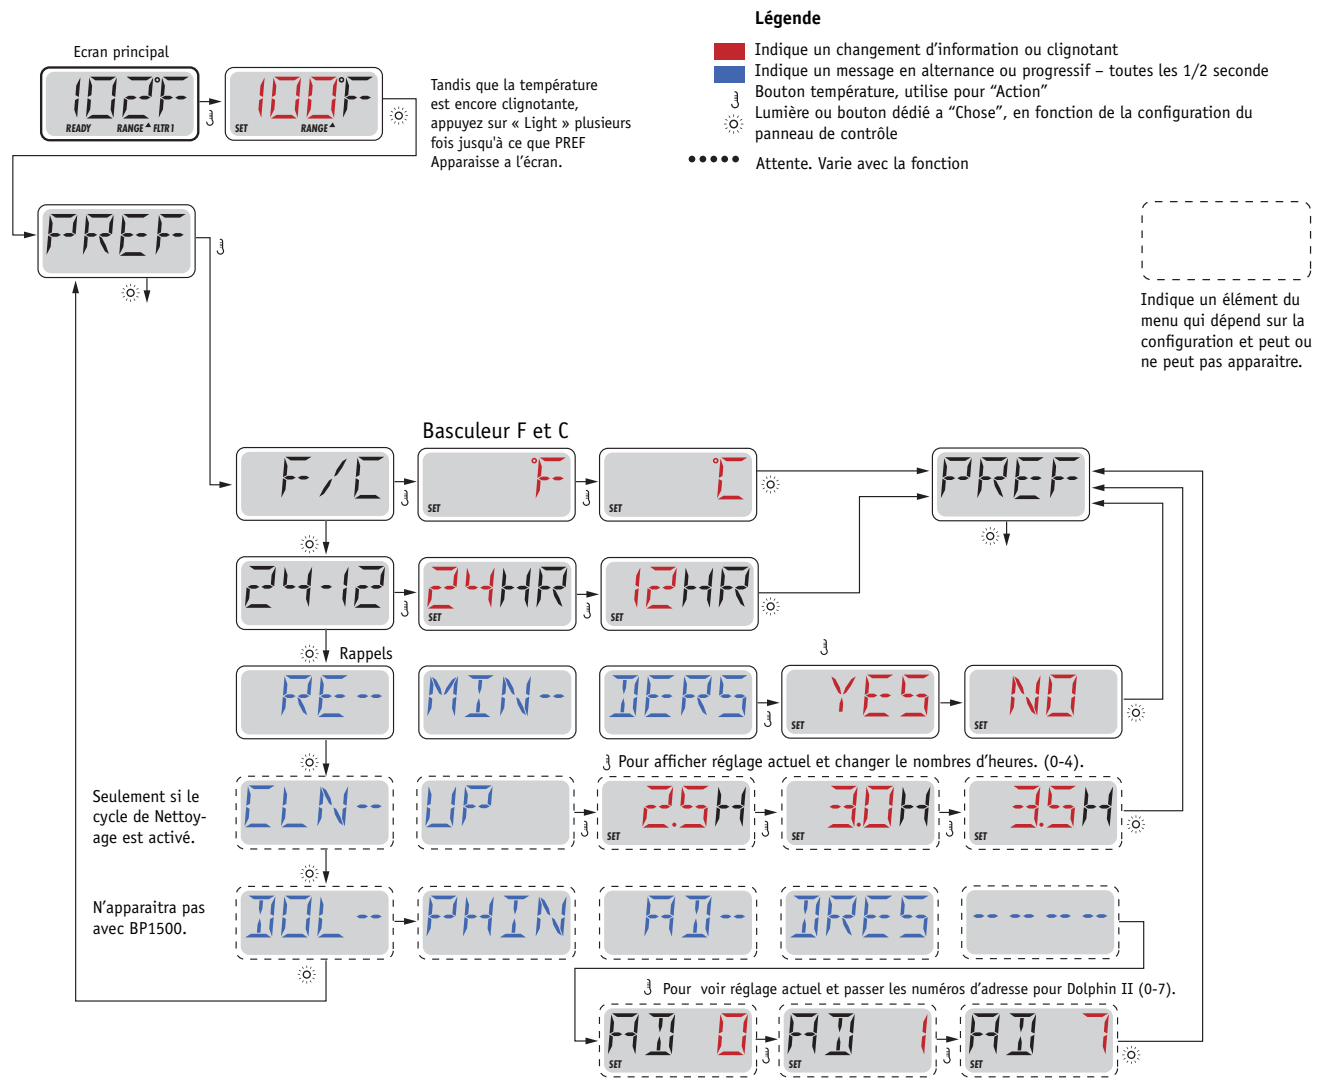 Légende
Indique un changement d'information ou clignotant
Indique un message en alternance ou progressif – toutes les 1/2 seconde
Bouton température, utilise pour “Action”
Lumière ou bouton dédié a “Chose”, en fonction de la configuration du
panneau de contrôle
Attente. Varie avec la fonction
Ecran principal
102°F
READY RANGE FLTR1
100°F
SET RANGE
Tandis que la température
est encore clignotante,
appuyez sur « Light » plusieurs
fois jusqu'à ce que PREF
Apparaisse a l'écran.
PREF
Indique un élément du
menu qui dépend sur la
configuration et peut ou
ne peut pas apparaitre.
Basculeur F et C
F/C
°F
SET
°C
SET
PREF
24-12
24HR
SET
12HR
SET
Rappels
RE-
MIN-
DERS
YES
SET
NO
SET
Pour afficher réglage actuel et changer le nombres d'heures. (0-4).
Seulement si le
cycle de Nettoy-
age est activé.
CLN-
UP
2.5H
SET
3.0H
SET
3.5H
SET
N'apparaitra pas
avec BP1500.
DOL-
PHIN
AD-
DRES
----
Pour voir réglage actuel et passer les numéros d'adresse pour Dolphin II (0-7).
AD 0
SET
AD 1
SET
AD 7
SET